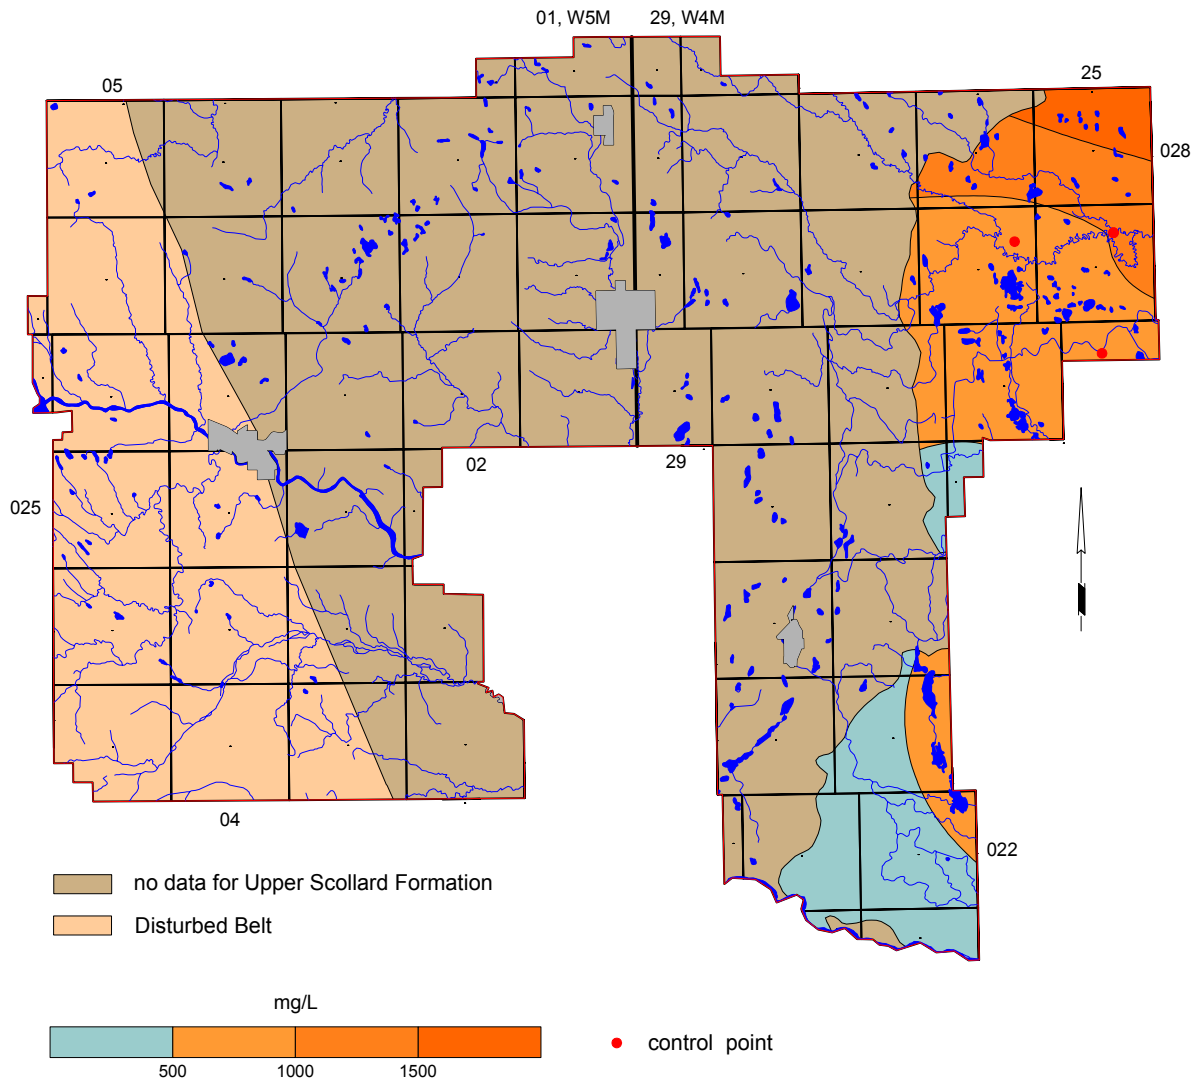 01, W5M
29, W4M
05
25
028
02
29
025
04
022
no data for Upper Scollard Formation
Disturbed Belt
mg/L
500
1000
1500
control point